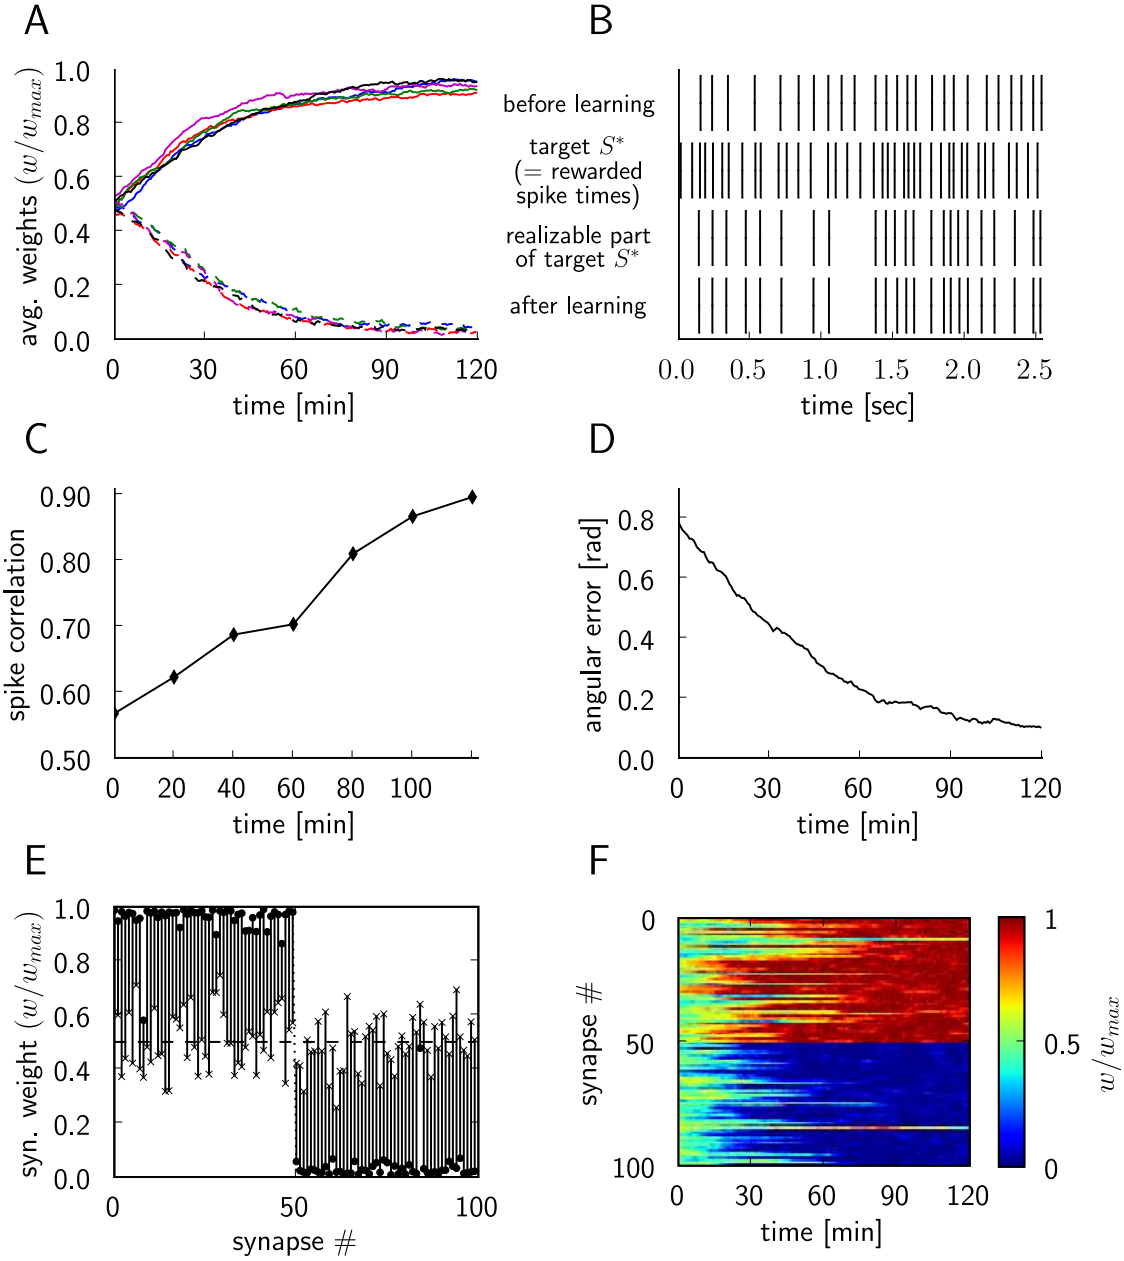 A
avg. weights (w/w_max)
1.0
0.8
0.6
0.4
0.2
0.0
0 30 60 90 120
time [min]
B
before learning
target S*
(= rewarded
spike times)
realizable part
of target S*
after learning
0.0 0.5 1.0 1.5 2.0 2.5
time [sec]
C
spike correlation
0.90
0.80
0.70
0.60
0.50
0 20 40 60 80 100
time [min]
D
angular error [rad]
0.8
0.6
0.4
0.2
0.0
0 30 60 90 120
time [min]
E
syn. weight (w/w_max)
1.0
0.8
0.6
0.4
0.2
0.0
0 50 100
synapse #
F
synapse #
0
50
100
0 30 60 90 120
time [min]
1
0.5
0
w/w_max